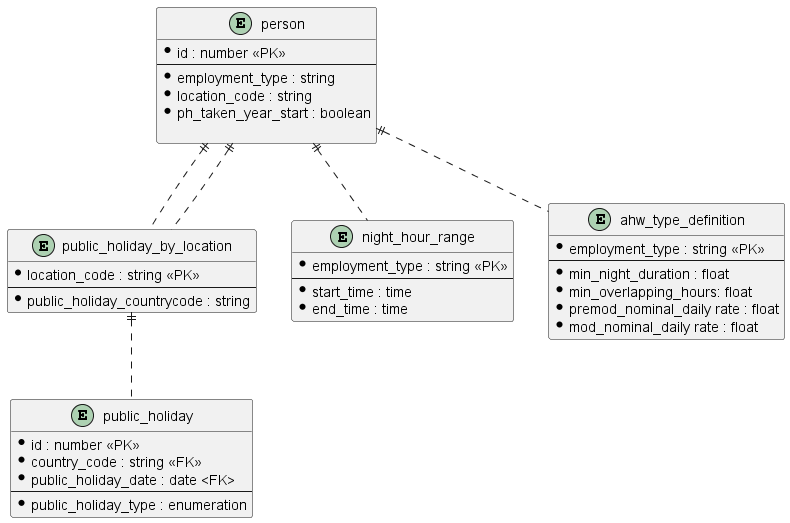 E person
id : number «PK»
employment_type : string
location_code : string
ph_taken_year_start : boolean
E public_holiday_by_location
location_code : string «PK»
public_holiday_countrycode : string
E night_hour_range
employment_type : string «PK»
start_time : time
end_time : time
E ahw_type_definition
employment_type : string «PK»
min_night_duration : float
min_overlapping_hours: float
premod_nominal_daily rate : float
mod_nominal_daily rate : float
E public_holiday
id : number «PK»
country_code : string «FK»
public_holiday_date : date <FK>
public_holiday_type : enumeration